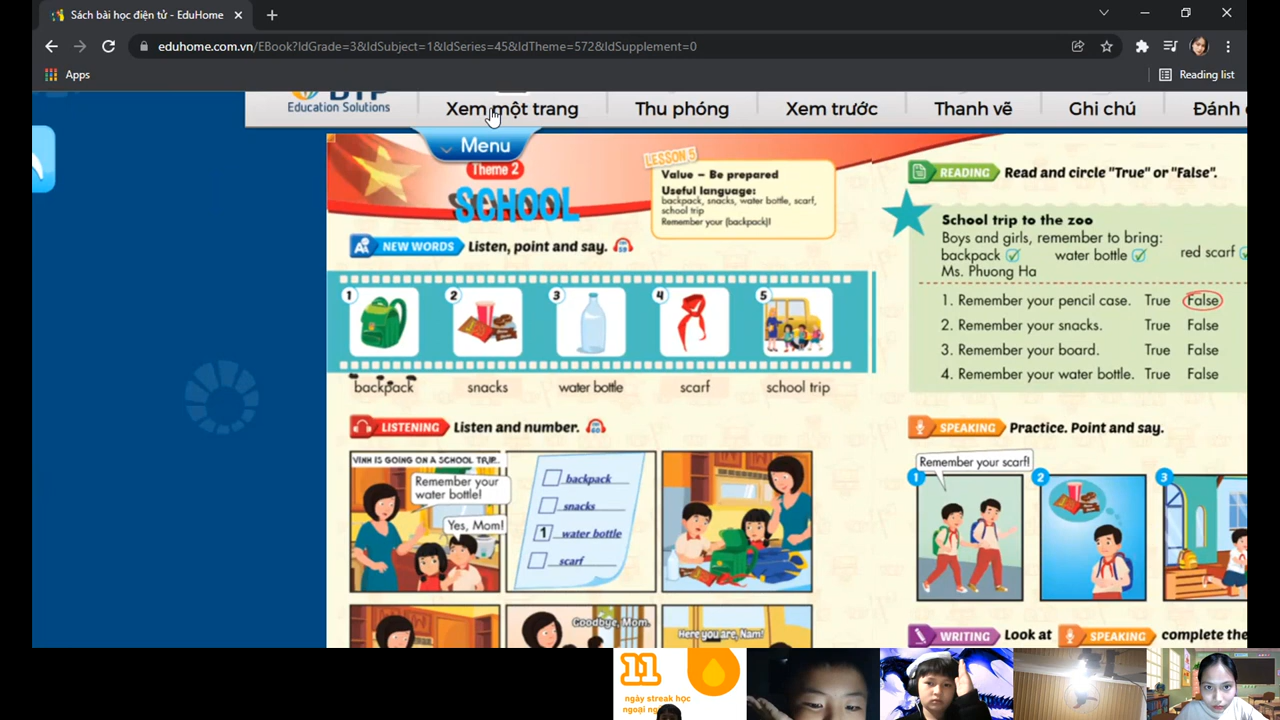 Sách bài học điện tử - EduHome
eduhome.com.vn/EBook?IdGrade=3&IdSubject=1&IdSeries=45&IdTheme=572&IdSupplement=0
Apps
Reading list
Education Solutions
Xem một trang
Thu phóng
Xem trước
Thanh vẽ
Ghi chú
Đánh
Menu
Theme 2
SCHOOL
LESSON 5
Value – Be prepared
Useful language:
backpack, snacks, water bottle, scarf,
school trip
Remember your (backpack)!
NEW WORDS Listen, point and say.
1
2
3
4
5
backpack
snacks
water bottle
scarf
school trip
LISTENING Listen and number.
VINH IS GOING ON A SCHOOL TRIP...
Remember your
water bottle!
Yes, Mom!
backpack
snacks
1 water bottle
scarf
Goodbye, Mom.
Here you are, Nam!
READING Read and circle "True" or "False".
School trip to the zoo
Boys and girls, remember to bring:
backpack water bottle red scarf
Ms. Phuong Ha
1. Remember your pencil case. True False
2. Remember your snacks. True False
3. Remember your board. True False
4. Remember your water bottle. True False
SPEAKING Practice. Point and say.
Remember your scarf!
1
2
3
WRITING Look at SPEAKING complete the
11
ngày streak học